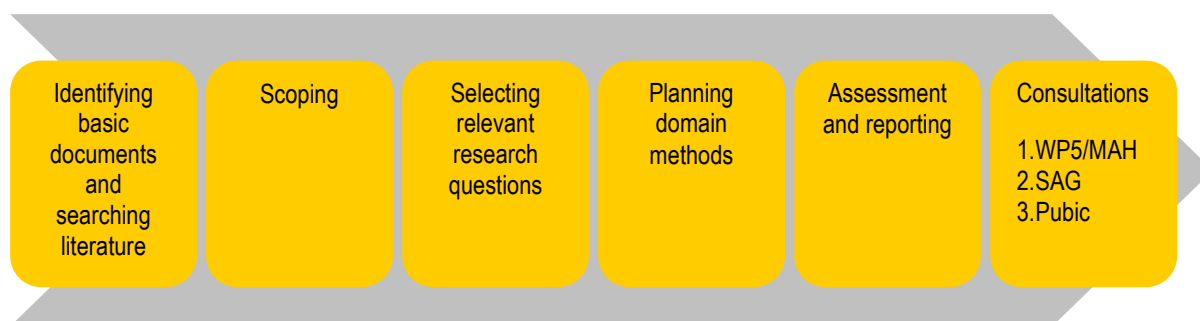 Identifying
basic
documents
and
searching
literature
Scoping
Selecting
relevant
research
questions
Planning
domain
methods
Assessment
and reporting
Consultations
1.WP5/MAH
2.SAG
3.Pubic